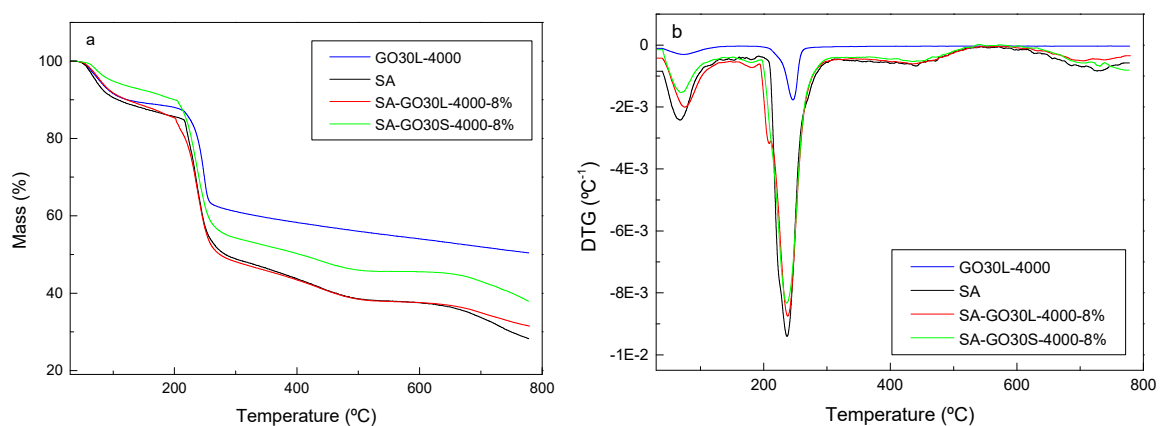 a
GO30L-4000
SA
SA-GO30L-4000-8%
SA-GO30S-4000-8%
100
80
60
40
20
Mass (%)
200
400
600
800
Temperature (ºC)
b
0
-2E-3
-4E-3
-6E-3
-8E-3
-1E-2
DTG (ºC⁻¹)
GO30L-4000
SA
SA-GO30L-4000-8%
SA-GO30S-4000-8%
200
400
600
800
Temperature (ºC)